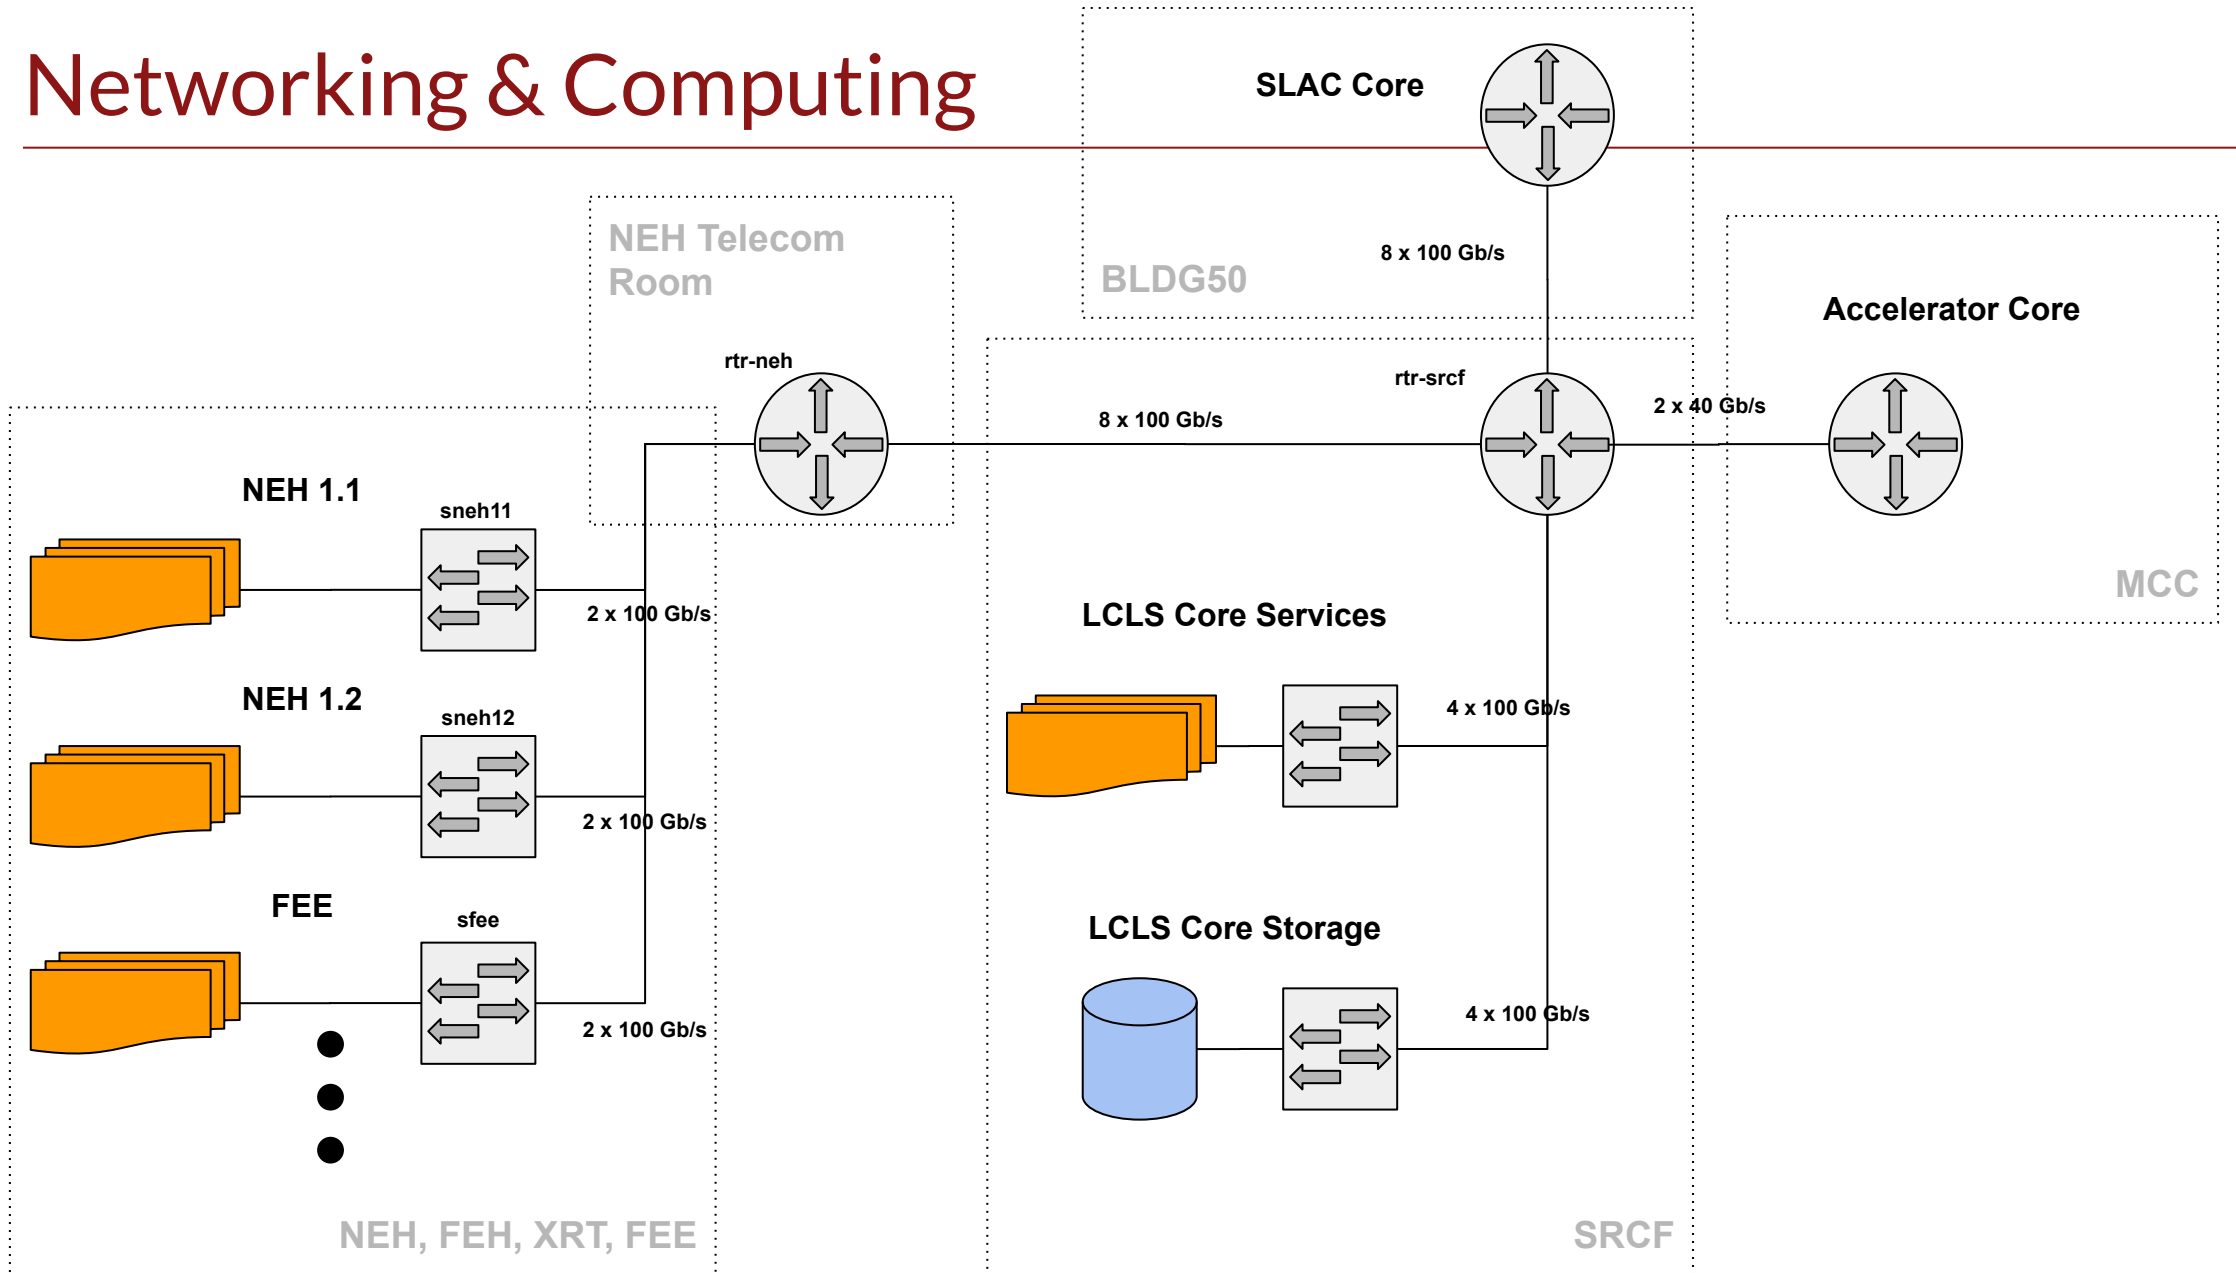 Networking & Computing
SLAC Core
8 x 100 Gb/s
BLDG50
NEH Telecom
Room
rtr-neh
8 x 100 Gb/s
rtr-srcf
2 x 40 Gb/s
Accelerator Core
MCC
NEH 1.1
sneh11
2 x 100 Gb/s
NEH 1.2
sneh12
2 x 100 Gb/s
FEE
sfee
2 x 100 Gb/s
NEH, FEH, XRT, FEE
LCLS Core Services
4 x 100 Gb/s
LCLS Core Storage
4 x 100 Gb/s
SRCF